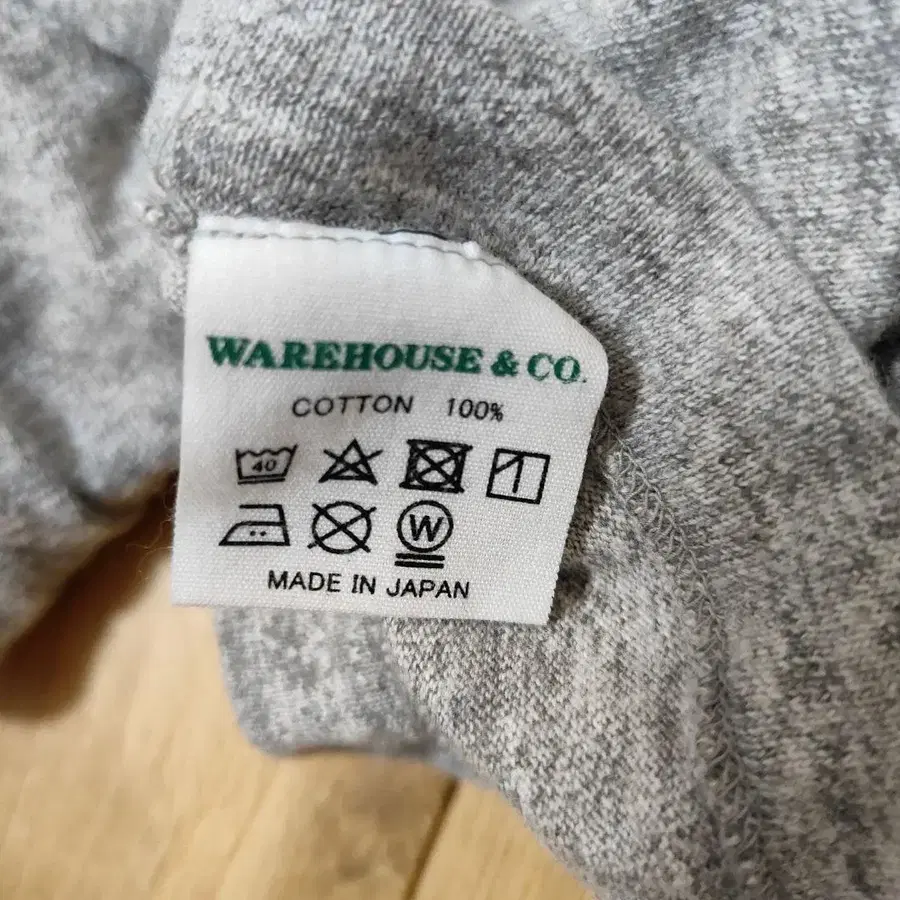 WAREHOUSE & CO.
COTTON 100%
40
W
MADE IN JAPAN